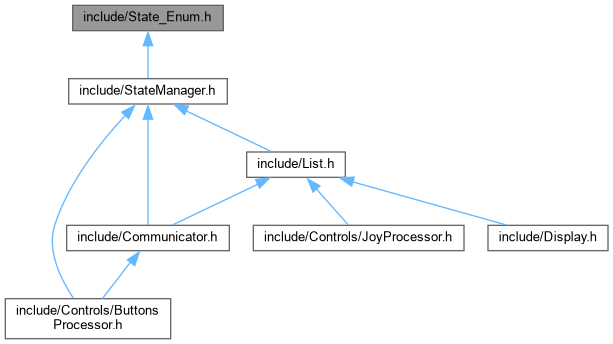 include/State_Enum.h
include/StateManager.h
include/List.h
include/Communicator.h
include/Controls/JoyProcessor.h
include/Display.h
include/Controls/Buttons
Processor.h